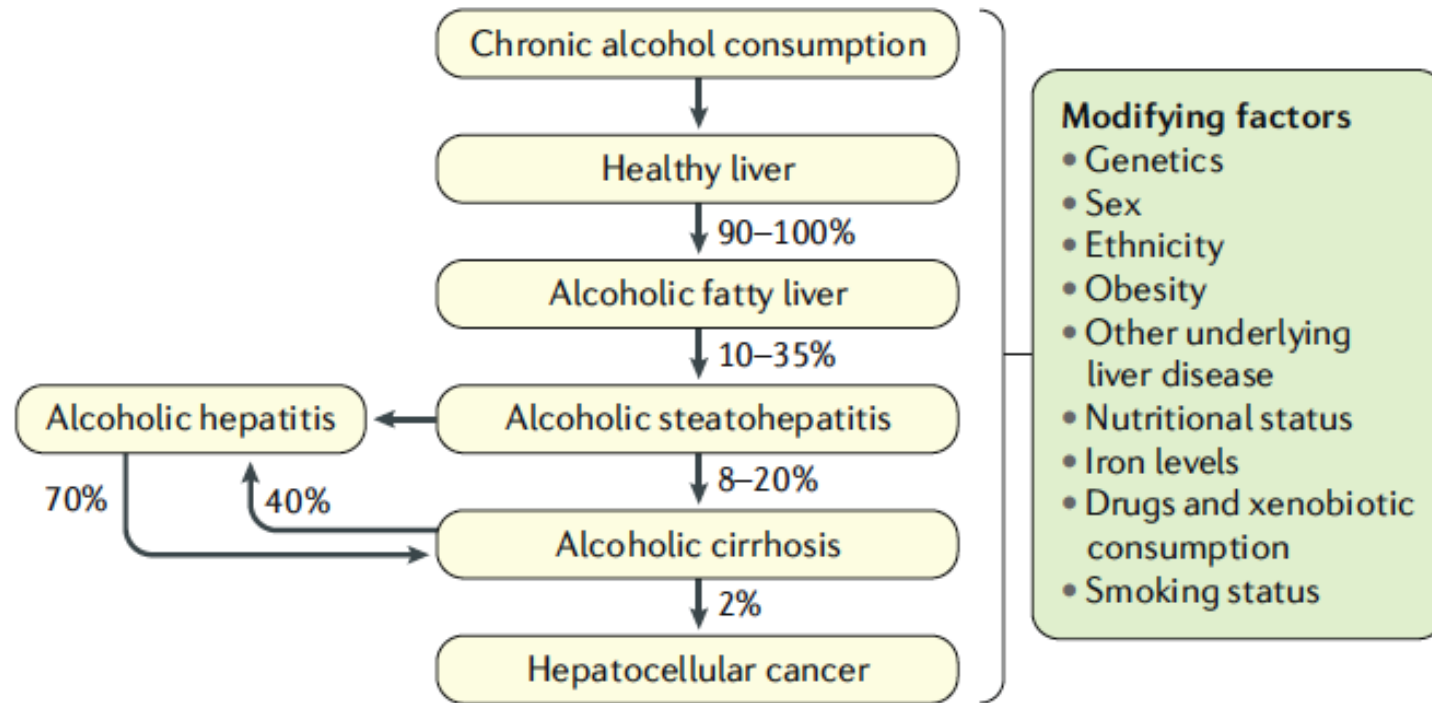 Chronic alcohol consumption
Healthy liver
90–100%
Alcoholic fatty liver
10–35%
Alcoholic hepatitis
Alcoholic steatohepatitis
8–20%
70%
40%
Alcoholic cirrhosis
2%
Hepatocellular cancer
Modifying factors
• Genetics
• Sex
• Ethnicity
• Obesity
• Other underlying
liver disease
• Nutritional status
• Iron levels
• Drugs and xenobiotic
consumption
• Smoking status